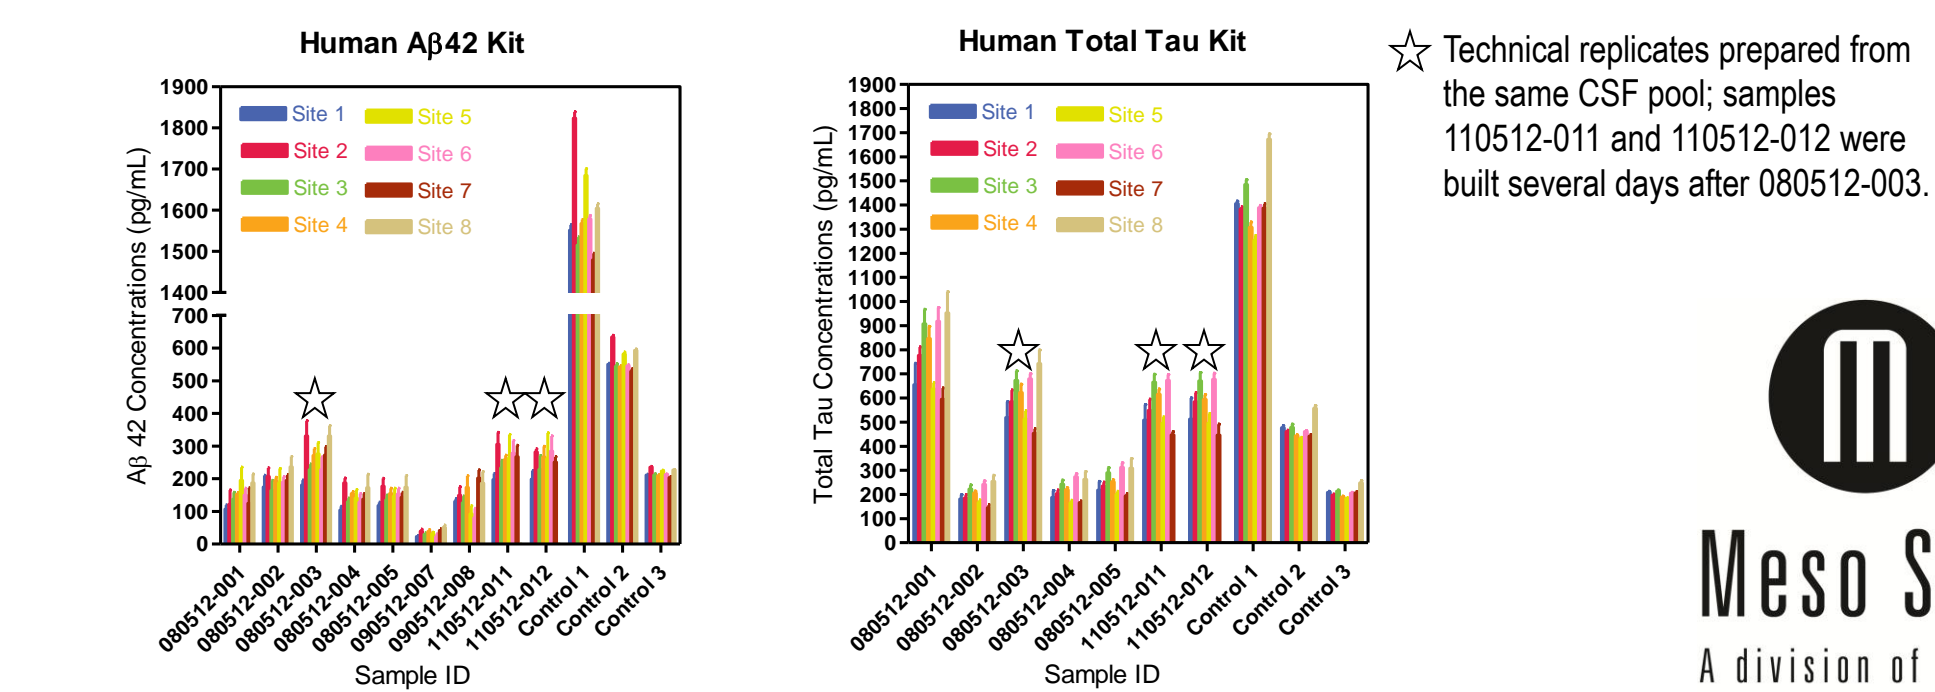 Human Aβ42 Kit
Aβ 42 Concentrations (pg/mL)
1900
1800
1700
1600
1500
1400
700
600
500
400
300
200
100
0
Site 1
Site 2
Site 3
Site 4
Site 5
Site 6
Site 7
Site 8
080512-001
080512-002
080512-003
080512-004
080512-005
090512-007
090512-008
110512-011
110512-012
Control 1
Control 2
Control 3
Sample ID
Human Total Tau Kit
Total Tau Concentrations (pg/mL)
1900
1800
1700
1600
1500
1400
1300
1200
1100
1000
900
800
700
600
500
400
300
200
100
0
Site 1
Site 2
Site 3
Site 4
Site 5
Site 6
Site 7
Site 8
080512-001
080512-002
080512-003
080512-004
080512-005
110512-011
110512-012
Control 1
Control 2
Control 3
Sample ID
Technical replicates prepared from
the same CSF pool; samples
110512-011 and 110512-012 were
built several days after 080512-003.
Meso S
A division of